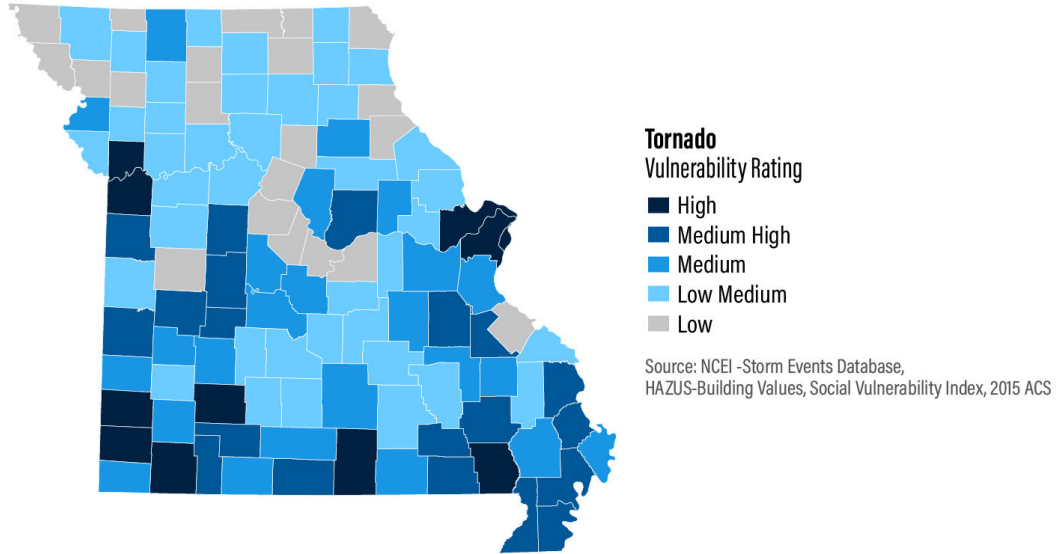 Tornado
Vulnerability Rating
High
Medium High
Medium
Low Medium
Low
Source: NCEI -Storm Events Database,
HAZUS-Building Values, Social Vulnerability Index, 2015 ACS